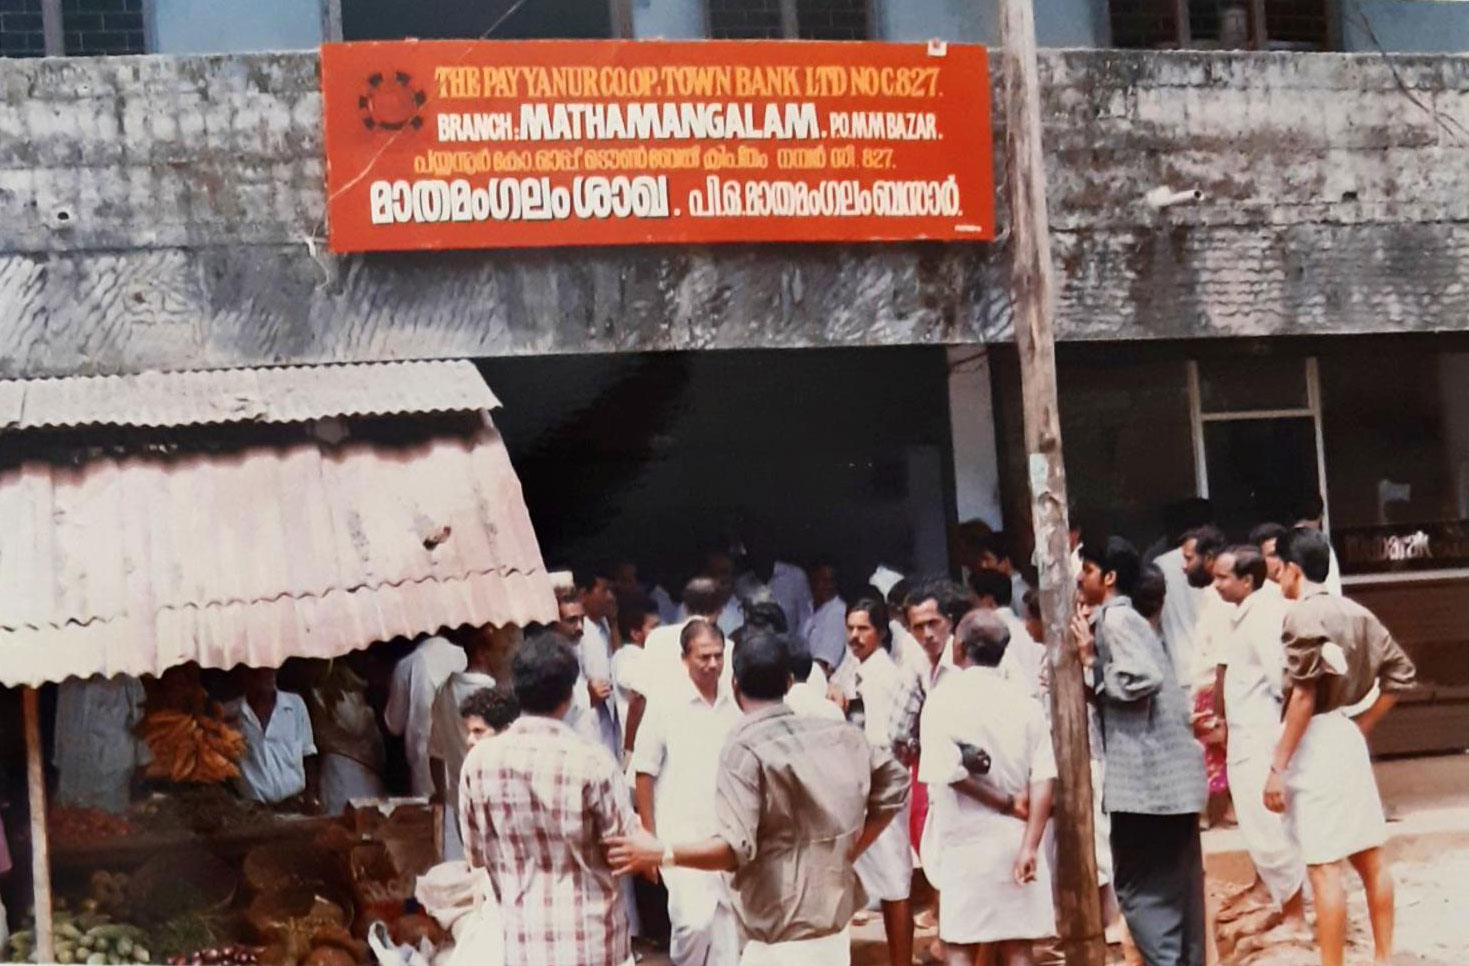 THE PAYYANUR CO.OP. TOWN BANK LTD NO C.827.
BRANCH: MATHAMANGALAM. P.O.M.M BAZAR.
പയ്യന്നൂർ കോ.ഓപ്പ് ടൌൺ ബേങ്ക് ക്ലിപ്തം നമ്പർ സി. 827.
മാതമംഗലം ശാഖ. പി.ഒ.മാതമംഗലം ബസാർ.
Mubarak